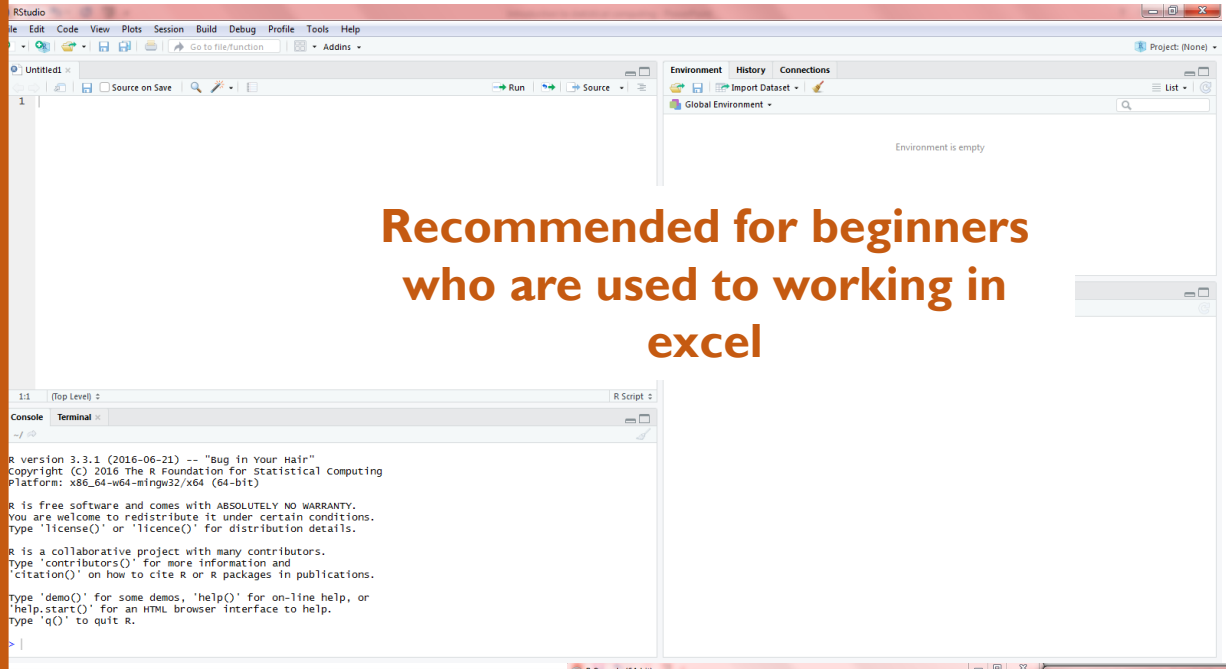 RStudio
File Edit Code View Plots Session Build Debug Profile Tools Help
Go to file/function Addins
Project: (None)
Untitled1
Source on Save Run Source
1
Environment History Connections
Import Dataset List
Global Environment
Environment is empty
Recommended for beginners
who are used to working in
excel
1:1 (Top Level) R Script
Console Terminal
~/
R version 3.3.1 (2016-06-21) -- "Bug in Your Hair"
Copyright (C) 2016 The R Foundation for Statistical Computing
Platform: x86_64-w64-mingw32/x64 (64-bit)
R is free software and comes with ABSOLUTELY NO WARRANTY.
You are welcome to redistribute it under certain conditions.
Type 'license()' or 'licence()' for distribution details.
R is a collaborative project with many contributors.
Type 'contributors()' for more information and
'citation()' on how to cite R or R packages in publications.
Type 'demo()' for some demos, 'help()' for on-line help, or
'help.start()' for an HTML browser interface to help.
Type 'q()' to quit R.
>